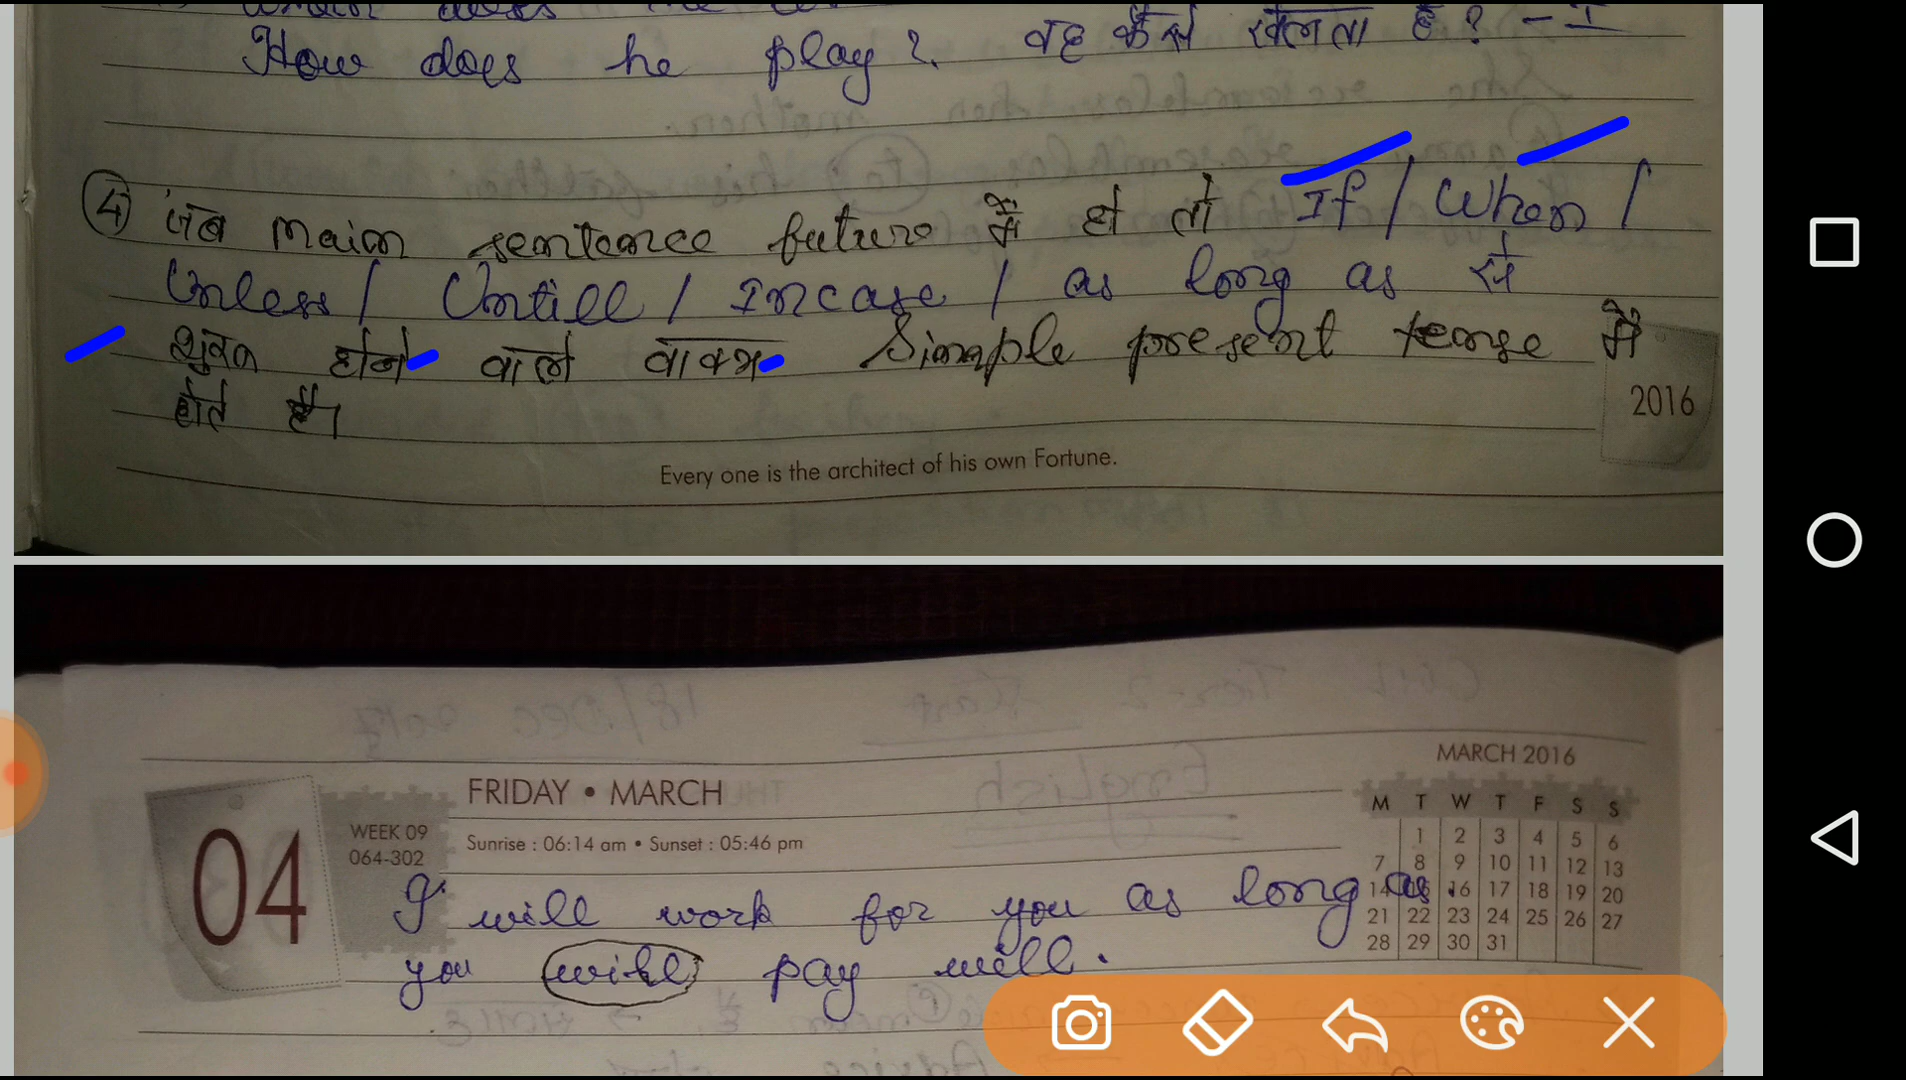 How does he play? वह कैसे खेलता है? - I
④ जब main sentence future में हो तो If / When /
Unless / Untill / Incase / as long as से
शुरू होने वाले वाक्य Simple present tense में
होते हैं।
2016
Every one is the architect of his own Fortune.
MARCH 2016
FRIDAY • MARCH
M T W T F S S
04
WEEK 09
064-302
Sunrise : 06:14 am • Sunset : 05:46 pm
1 2 3 4 5 6
7 8 9 10 11 12 13
14 16 17 18 19 20
21 22 23 24 25 26 27
28 29 30 31
I will work for you as long as
you will pay well.